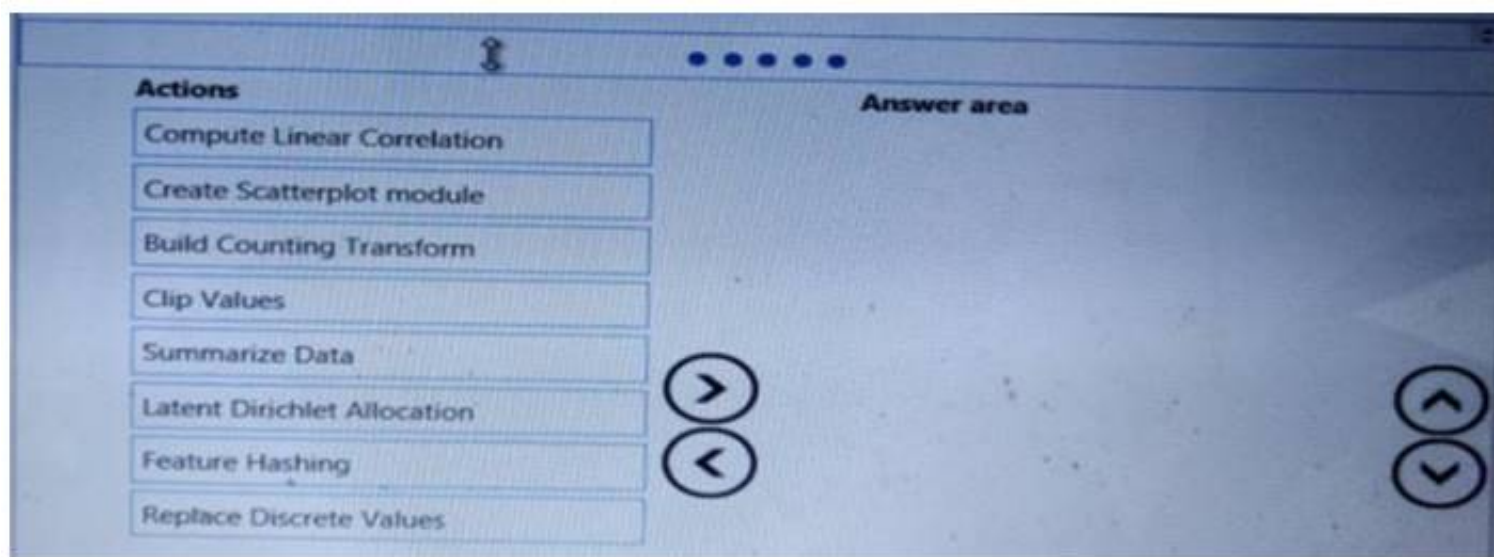 Actions
Answer area
Compute Linear Correlation
Create Scatterplot module
Build Counting Transform
Clip Values
Summarize Data
Latent Dirichlet Allocation
Feature Hashing
Replace Discrete Values